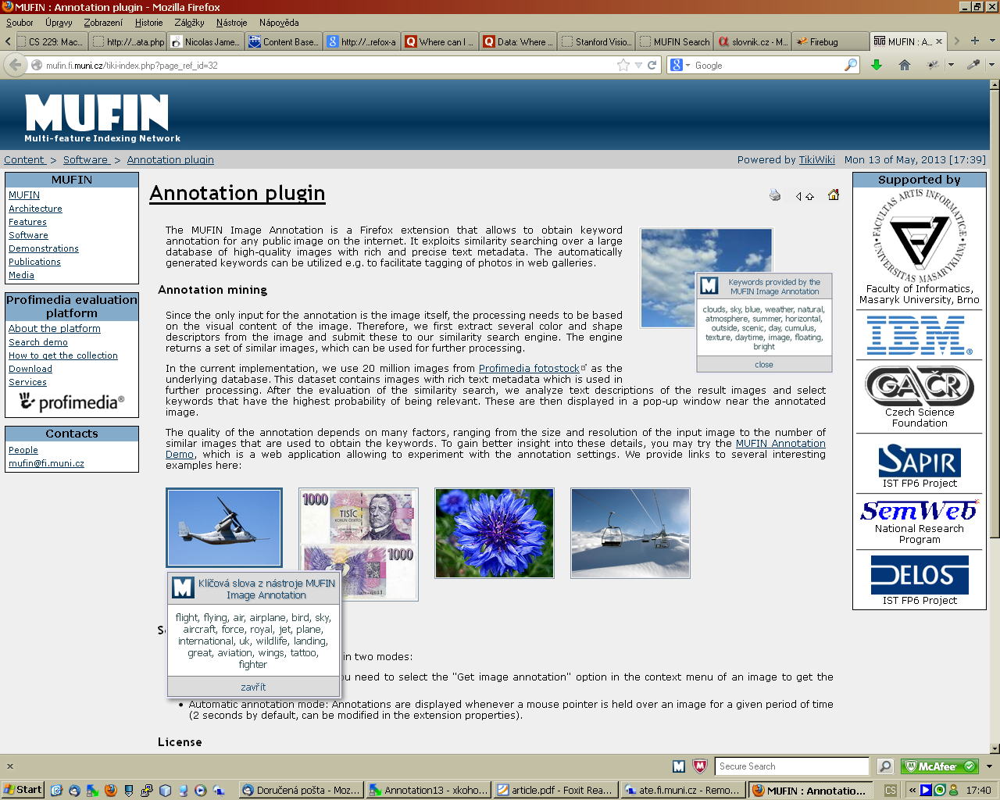 MUFIN : Annotation plugin - Mozilla Firefox
Soubor Úpravy Zobrazení Historie Záložky Nástroje Nápověda
CS 229: Mac... http://...ata.php Nicolas Jame... Content Base... http://...refox-a Where can I ... Data: Where ... Stanford Visio... MUFIN Search slovnik.cz - M... Firebug MUFIN : A...
mufin.fi.muni.cz/tiki-index.php?page_ref_id=32
Google
MUFIN
Multi-feature Indexing Network
Content > Software > Annotation plugin
Powered by TikiWiki Mon 13 of May, 2013 [17:39]
MUFIN
MUFIN
Architecture
Features
Software
Demonstrations
Publications
Media
Profimedia evaluation
platform
About the platform
Search demo
How to get the collection
Download
Services
profimedia®
Contacts
People
mufin@fi.muni.cz
Annotation plugin
The MUFIN Image Annotation is a Firefox extension that allows to obtain keyword
annotation for any public image on the internet. It exploits similarity searching over a large
database of high-quality images with rich and precise text metadata. The automatically
generated keywords can be utilized e.g. to facilitate tagging of photos in web galleries.
Keywords provided by the
MUFIN Image Annotation
clouds, sky, blue, weather, natural,
atmosphere, summer, horizontal,
outside, scenic, day, cumulus,
texture, daytime, image, floating,
bright
close
Annotation mining
Since the only input for the annotation is the image itself, the processing needs to be based
on the visual content of the image. Therefore, we first extract several color and shape
descriptors from the image and submit these to our similarity search engine. The engine
returns a set of similar images, which can be used for further processing.
In the current implementation, we use 20 million images from Profimedia fotostock as the
underlying database. This dataset contains images with rich text metadata which is used in
further processing. After the evaluation of the similarity search, we analyze text descriptions of the result images and select
keywords that have the highest probability of being relevant. These are then displayed in a pop-up window near the annotated
image.
The quality of the annotation depends on many factors, ranging from the size and resolution of the input image to the number of
similar images that are used to obtain the keywords. To gain better insight into these details, you may try the MUFIN Annotation
Demo, which is a web application allowing to experiment with the annotation settings. We provide links to several interesting
examples here:
1000
TISÍC
KORUN ČESKÝCH
1000
Klíčová slova z nástroje MUFIN
Image Annotation
flight, flying, air, airplane, bird, sky,
aircraft, force, royal, jet, plane,
international, uk, wildlife, landing,
great, aviation, wings, tattoo,
fighter
zavřít
in two modes:
you need to select the "Get image annotation" option in the context menu of an image to get the
• Automatic annotation mode: Annotations are displayed whenever a mouse pointer is held over an image for a given period of time
(2 seconds by default, can be modified in the extension properties).
License
Supported by
FACULTAS ARTIS INFORMATICÆ
UNIVERSITAS MASARYKIANA
Faculty of Informatics,
Masaryk University, Brno
IBM®
GAČR
Czech Science
Foundation
SAPIR
IST FP6 Project
SemWeb
National Research
Program
DELOS
IST FP6 Project
Secure Search
McAfee
Start Doručená pošta - Moz... Annotation13 - xkoho... article.pdf - Foxit Rea... ate.fi.muni.cz - Remo... MUFIN : Annotatio... CS « 17:40